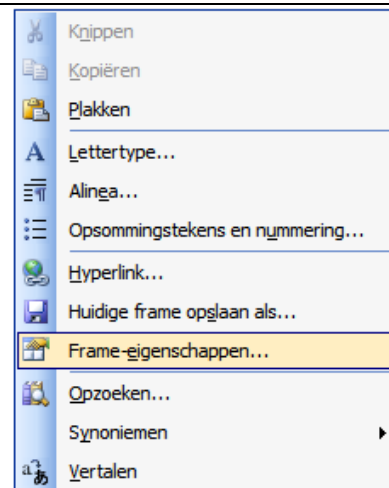 Knippen
Kopiëren
Plakken
Lettertype...
Alinea...
Opsommingstekens en nummering...
Hyperlink...
Huidige frame opslaan als...
Frame-eigenschappen...
Opzoeken...
Synoniemen
Vertalen